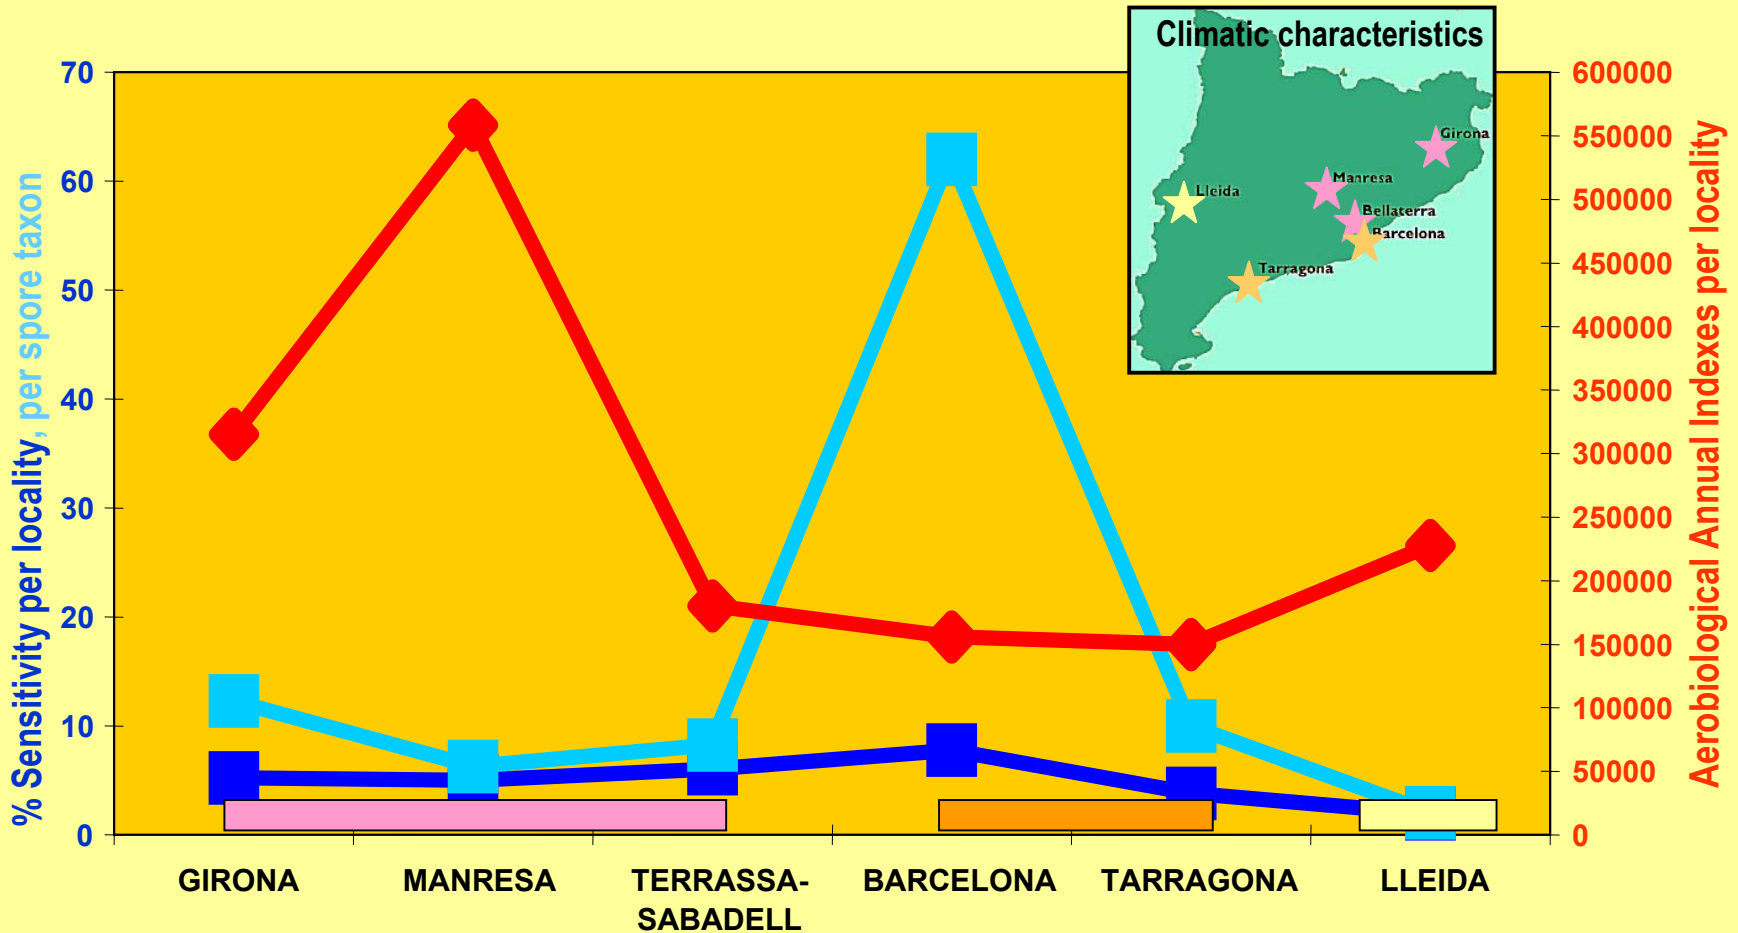 Climatic characteristics
Girona
Manresa
Lleida
Bellaterra
Barcelona
Tarragona
% Sensitivity per locality, per spore taxon
70
60
50
40
30
20
10
0
600000
550000
500000
450000
400000
350000
300000
250000
200000
150000
100000
50000
0
Aerobiological Annual Indexes per locality
GIRONA
MANRESA
TERRASSA-
SABADELL
BARCELONA
TARRAGONA
LLEIDA